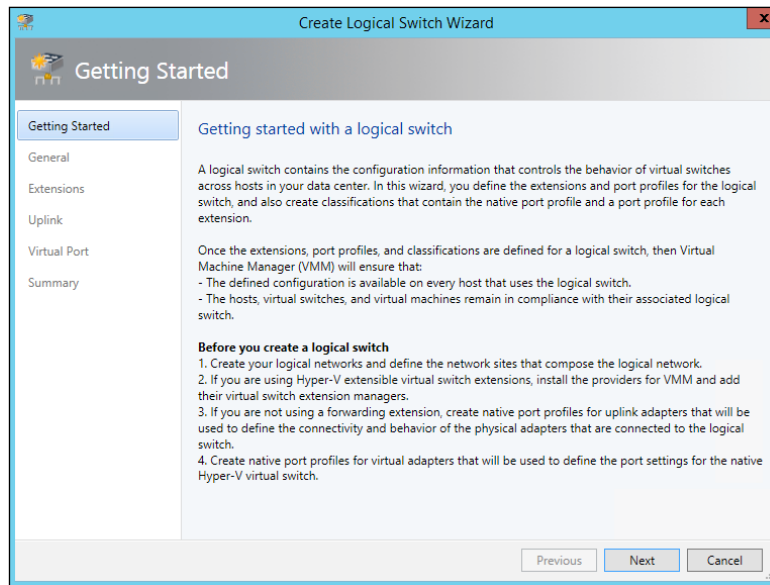 Create Logical Switch Wizard
x
Getting Started
Getting Started
General
Extensions
Uplink
Virtual Port
Summary
Getting started with a logical switch
A logical switch contains the configuration information that controls the behavior of virtual switches
across hosts in your data center. In this wizard, you define the extensions and port profiles for the logical
switch, and also create classifications that contain the native port profile and a port profile for each
extension.
Once the extensions, port profiles, and classifications are defined for a logical switch, then Virtual
Machine Manager (VMM) will ensure that:
- The defined configuration is available on every host that uses the logical switch.
- The hosts, virtual switches, and virtual machines remain in compliance with their associated logical
switch.
Before you create a logical switch
1. Create your logical networks and define the network sites that compose the logical network.
2. If you are using Hyper-V extensible virtual switch extensions, install the providers for VMM and add
their virtual switch extension managers.
3. If you are not using a forwarding extension, create native port profiles for uplink adapters that will be
used to define the connectivity and behavior of the physical adapters that are connected to the logical
switch.
4. Create native port profiles for virtual adapters that will be used to define the port settings for the native
Hyper-V virtual switch.
Previous
Next
Cancel